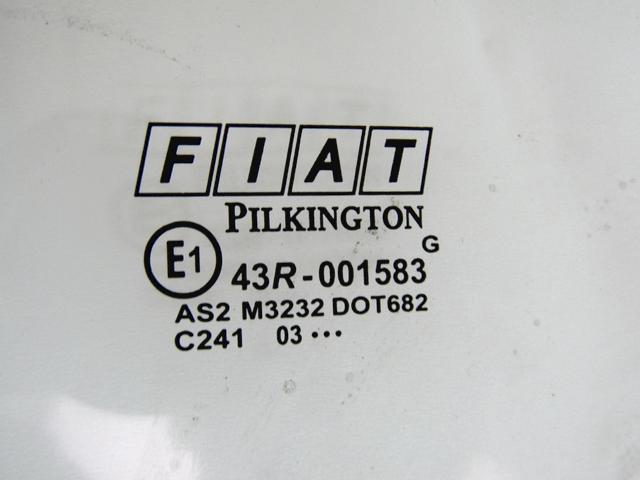 FIAT
PILKINGTON
E1 43R-001583 G
AS2 M3232 DOT682
C241 03 •••